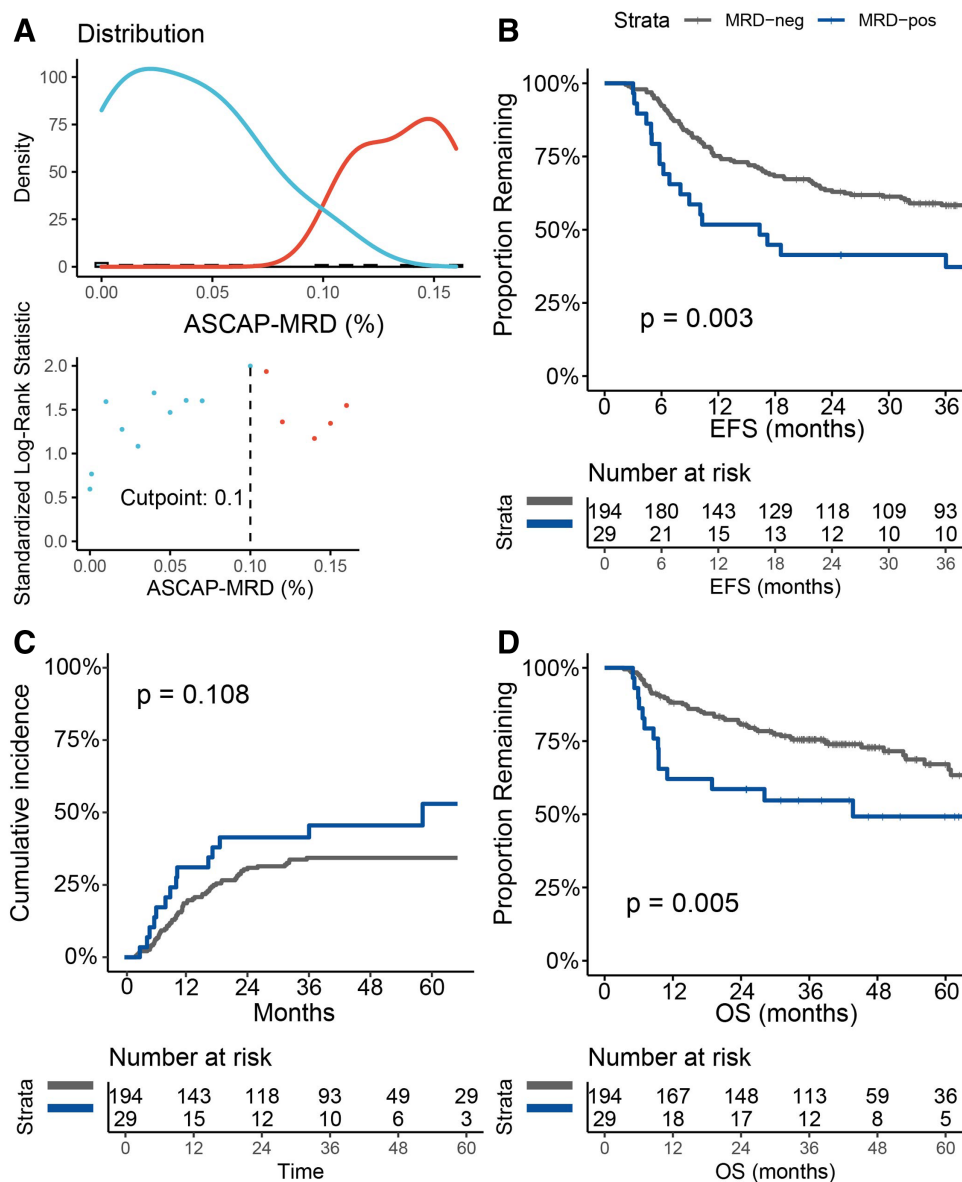 A
Distribution
100
75
50
25
0
Density
0.00 0.05 0.10 0.15
ASCAP-MRD (%)
2.0
1.5
1.0
0.5
0.0
Standardized Log-Rank Statistic
Cutpoint: 0.1
0.00 0.05 0.10 0.15
ASCAP-MRD (%)
Strata MRD-neg MRD-pos
B
100%
75%
50%
25%
0%
Proportion Remaining
p = 0.003
0 6 12 18 24 30 36
EFS (months)
Number at risk
Strata
194 180 143 129 118 109 93
29 21 15 13 12 10 10
0 6 12 18 24 30 36
EFS (months)
C
100%
75%
50%
25%
0%
Cumulative incidence
p = 0.108
0 12 24 36 48 60
Months
Number at risk
Strata
194 143 118 93 49 29
29 15 12 10 6 3
0 12 24 36 48 60
Time
D
100%
75%
50%
25%
0%
Proportion Remaining
p = 0.005
0 12 24 36 48 60
OS (months)
Number at risk
Strata
194 167 148 113 59 36
29 18 17 12 8 5
0 12 24 36 48 60
OS (months)